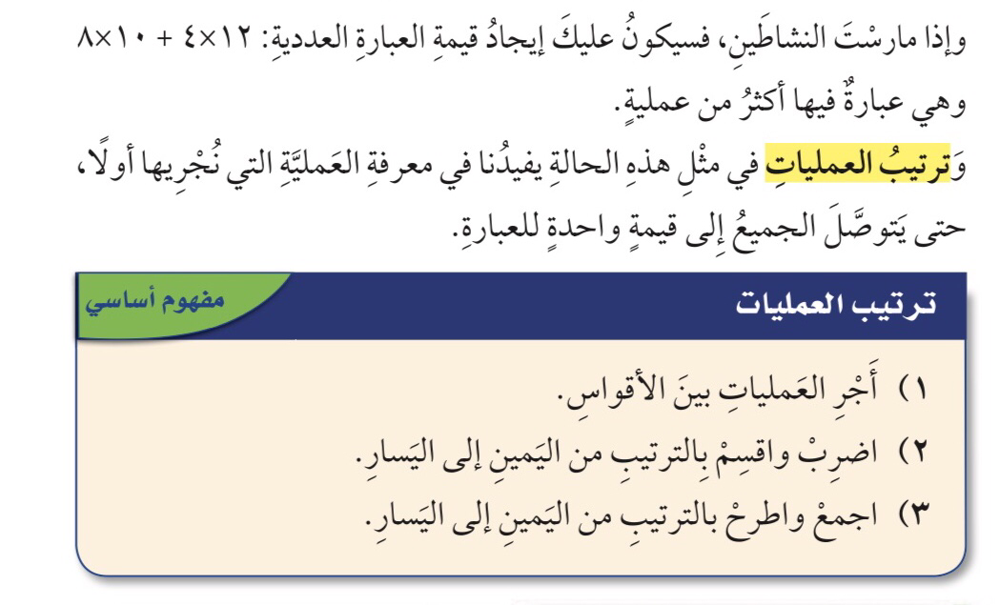 وإذا مارسْتَ النشاطَينِ، فسيكونُ عليكَ إيجادُ قيمةِ العبارةِ العدديةِ: ١٢×٤ + ١٠×٨
وهي عبارةٌ فيها أكثرُ من عمليةٍ.
وَترتيبُ العملياتِ في مثْلِ هذهِ الحالةِ يفيدُنا في معرفةِ العَمليَّةِ التي نُجْرِيها أولًا،
حتى يَتوصَّلَ الجميعُ إلى قيمةٍ واحدةٍ للعبارةِ.
ترتيب العمليات
مفهوم أساسي
١) أَجْرِ العَملياتِ بينَ الأقواسِ.
٢) اضرِبْ واقسِمْ بِالترتيبِ من اليَمينِ إلى اليَسارِ.
٣) اجمعْ واطرحْ بالترتيبِ من اليَمينِ إلى اليَسارِ.